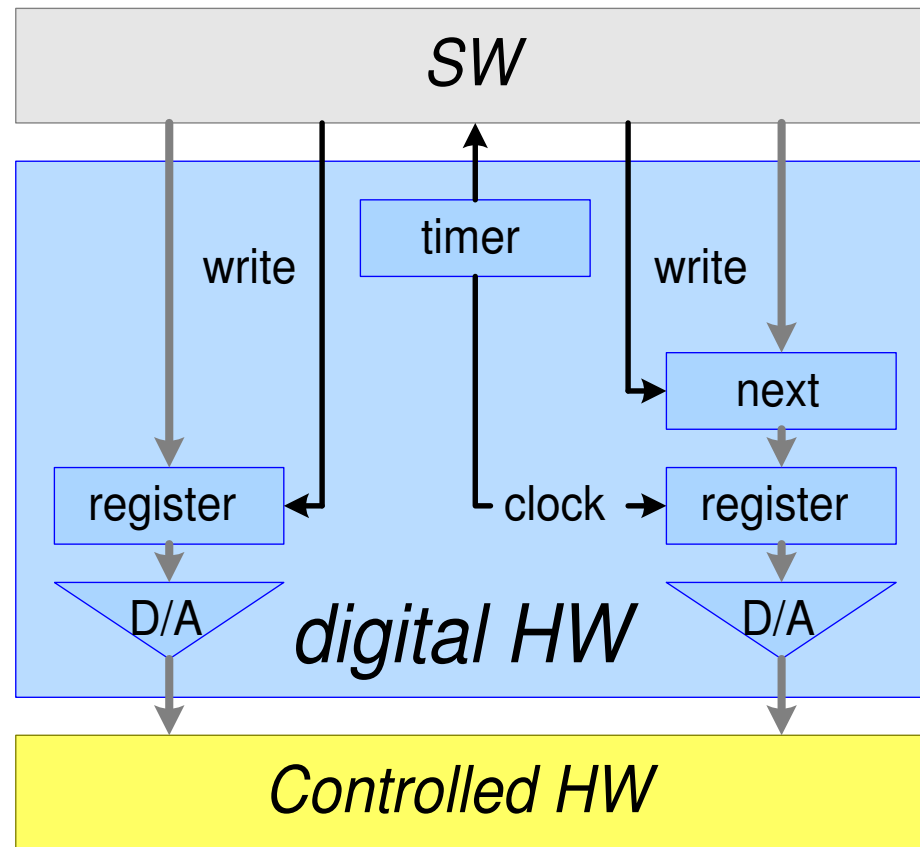 SW
timer
write
write
next
register
clock
register
D/A
D/A
digital HW
Controlled HW